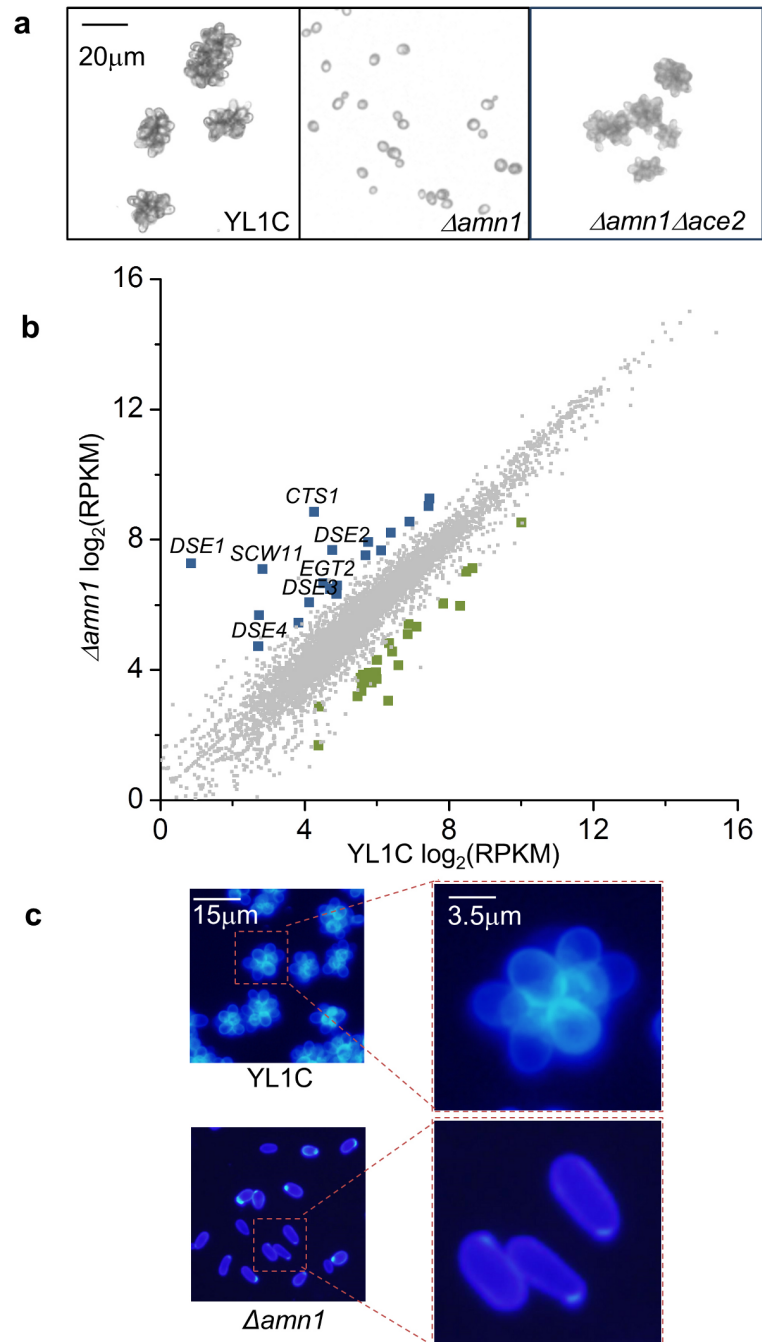 a
20μm
YL1C
Δamn1
Δamn1Δace2
b
16
12
8
4
0
Δamn1 log2(RPKM)
CTS1
DSE1
SCW11
DSE2
EGT2
DSE3
DSE4
0
4
8
12
16
YL1C log2(RPKM)
c
15μm
3.5μm
YL1C
Δamn1